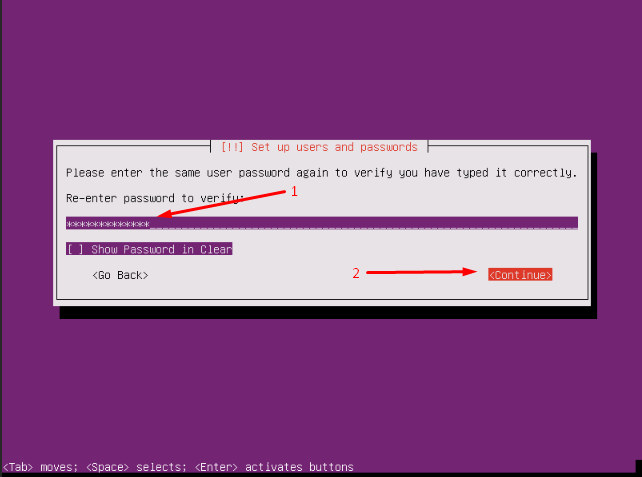 [!!] Set up users and passwords
Please enter the same user password again to verify you have typed it correctly.
Re-enter password to verify:
1
*************
[ ] Show Password in Clear
<Go Back>
2
<Continue>
<Tab> moves; <Space> selects; <Enter> activates buttons